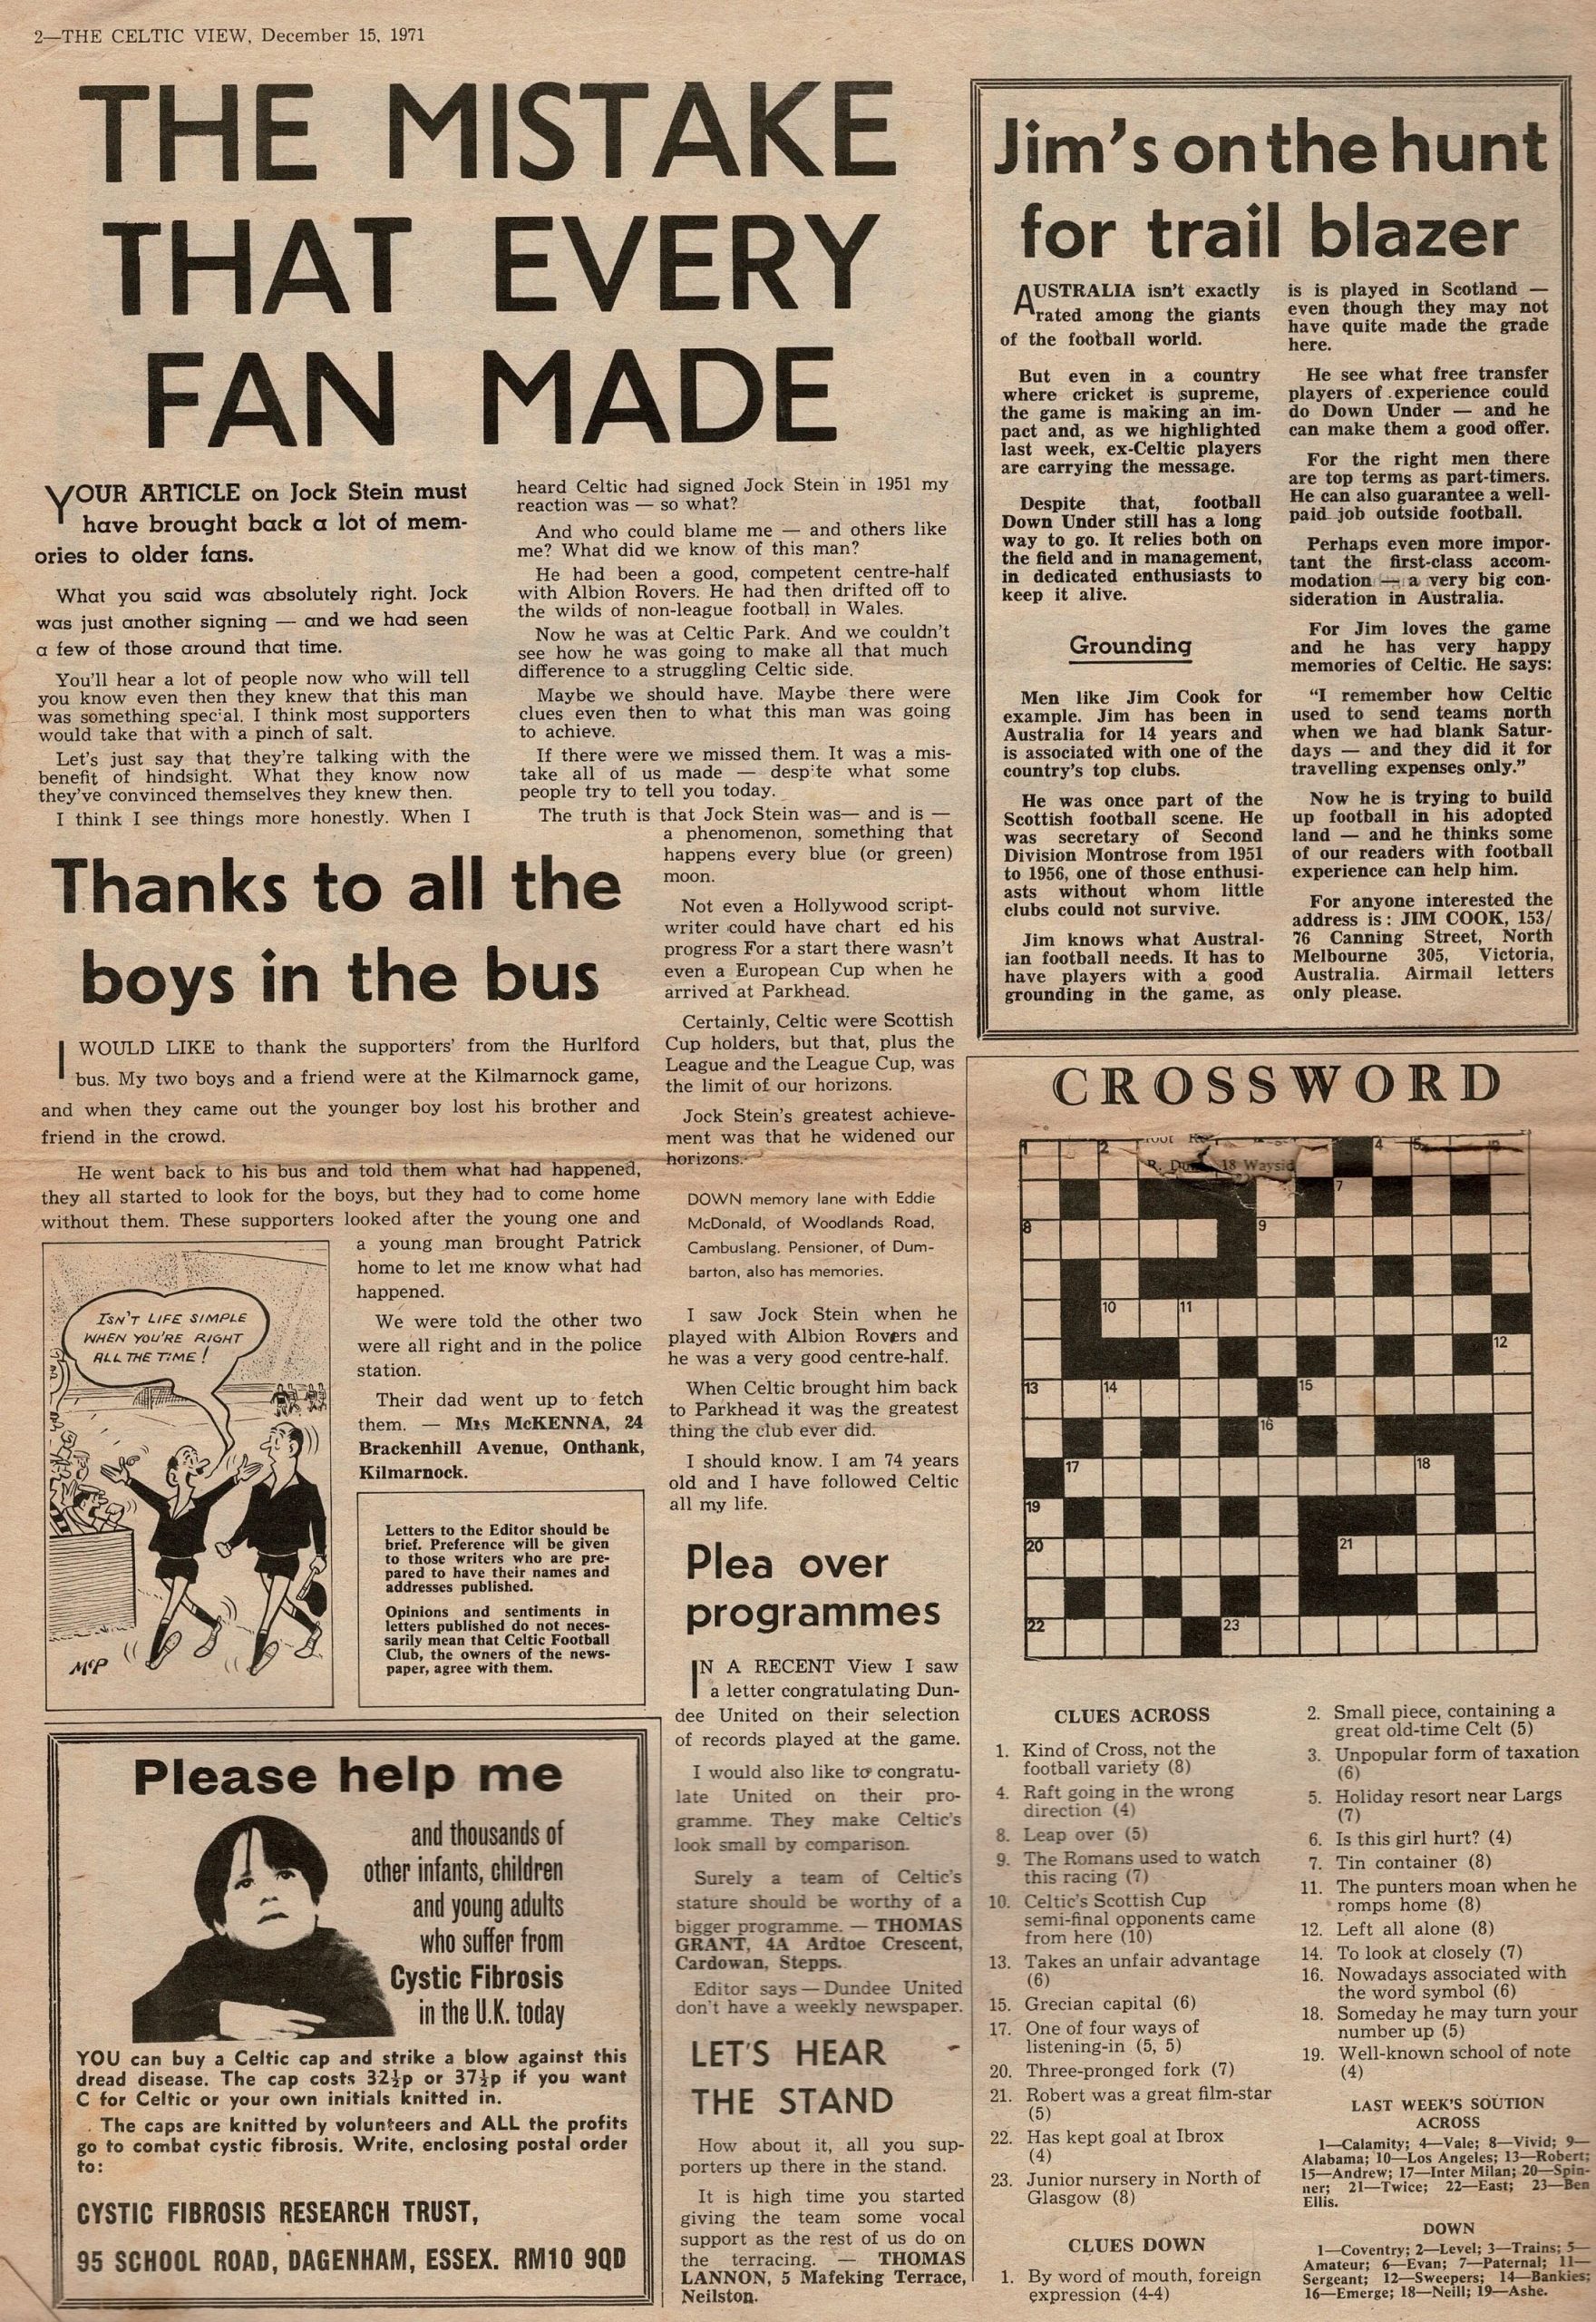 2—THE CELTIC VIEW, December 15, 1971
THE MISTAKE
THAT EVERY
FAN MADE
YOUR ARTICLE on Jock Stein must
have brought back a lot of mem-
ories to older fans.
What you said was absolutely right. Jock
was just another signing — and we had seen
a few of those around that time.
You'll hear a lot of people now who will tell
you know even then they knew that this man
was something special. I think most supporters
would take that with a pinch of salt.
Let's just say that they're talking with the
benefit of hindsight. What they know now
they've convinced themselves they knew then.
I think I see things more honestly. When I
heard Celtic had signed Jock Stein in 1951 my
reaction was — so what?
And who could blame me — and others like
me? What did we know of this man?
He had been a good, competent centre-half
with Albion Rovers. He had then drifted off to
the wilds of non-league football in Wales.
Now he was at Celtic Park. And we couldn't
see how he was going to make all that much
difference to a struggling Celtic side.
Maybe we should have. Maybe there were
clues even then to what this man was going
to achieve.
If there were we missed them. It was a mis-
take all of us made — despite what some
people try to tell you today.
The truth is that Jock Stein was— and is —
a phenomenon, something that
happens every blue (or green)
moon.
Not even a Hollywood script-
writer could have chart ed his
progress For a start there wasn't
even a European Cup when he
arrived at Parkhead.
Certainly, Celtic were Scottish
Cup holders, but that, plus the
League and the League Cup, was
the limit of our horizons.
Jock Stein's greatest achieve-
ment was that he widened our
horizons.
DOWN memory lane with Eddie
McDonald, of Woodlands Road,
Cambuslang. Pensioner, of Dum-
barton, also has memories.
I saw Jock Stein when he
played with Albion Rovers and
he was a very good centre-half.
When Celtic brought him back
to Parkhead it was the greatest
thing the club ever did.
I should know. I am 74 years
old and I have followed Celtic
all my life.
Thanks to all the
boys in the bus
I WOULD LIKE to thank the supporters' from the Hurlford
bus. My two boys and a friend were at the Kilmarnock game,
and when they came out the younger boy lost his brother and
friend in the crowd.
He went back to his bus and told them what had happened,
they all started to look for the boys, but they had to come home
without them. These supporters looked after the young one and
a young man brought Patrick
home to let me know what had
happened.
We were told the other two
were all right and in the police
station.
Their dad went up to fetch
them. — Mrs McKENNA, 24
Brackenhill Avenue, Onthank,
Kilmarnock.
ISN'T LIFE SIMPLE
WHEN YOU'RE RIGHT
ALL THE TIME!
McP
Letters to the Editor should be
brief. Preference will be given
to those writers who are pre-
pared to have their names and
addresses published.
Opinions and sentiments in
letters published do not neces-
sarily mean that Celtic Football
Club, the owners of the news-
paper, agree with them.
Plea over
programmes
IN A RECENT View I saw
a letter congratulating Dun-
dee United on their selection
of records played at the game.
I would also like to congratu-
late United on their pro-
gramme. They make Celtic's
look small by comparison.
Surely a team of Celtic's
stature should be worthy of a
bigger programme. — THOMAS
GRANT, 4A Ardtoe Crescent,
Cardowan, Stepps.
Editor says — Dundee United
don't have a weekly newspaper.
LET'S HEAR
THE STAND
How about it, all you sup-
porters up there in the stand.
It is high time you started
giving the team some vocal
support as the rest of us do on
the terracing. — THOMAS
LANNON, 5 Mafeking Terrace,
Neilston.
Please help me
and thousands of
other infants, children
and young adults
who suffer from
Cystic Fibrosis
in the U.K. today
YOU can buy a Celtic cap and strike a blow against this
dread disease. The cap costs 32½p or 37½p if you want
C for Celtic or your own initials knitted in.
The caps are knitted by volunteers and ALL the profits
go to combat cystic fibrosis. Write, enclosing postal order
to:
CYSTIC FIBROSIS RESEARCH TRUST,
95 SCHOOL ROAD, DAGENHAM, ESSEX. RM10 9QD
Jim's on the hunt
for trail blazer
AUSTRALIA isn't exactly
rated among the giants
of the football world.
But even in a country
where cricket is supreme,
the game is making an im-
pact and, as we highlighted
last week, ex-Celtic players
are carrying the message.
Despite that, football
Down Under still has a long
way to go. It relies both on
the field and in management,
in dedicated enthusiasts to
keep it alive.
Grounding
Men like Jim Cook for
example. Jim has been in
Australia for 14 years and
is associated with one of the
country's top clubs.
He was once part of the
Scottish football scene. He
was secretary of Second
Division Montrose from 1951
to 1956, one of those enthusi-
asts without whom little
clubs could not survive.
Jim knows what Austral-
ian football needs. It has to
have players with a good
grounding in the game, as
is is played in Scotland —
even though they may not
have quite made the grade
here.
He see what free transfer
players of experience could
do Down Under — and he
can make them a good offer.
For the right men there
are top terms as part-timers.
He can also guarantee a well-
paid job outside football.
Perhaps even more impor-
tant the first-class accom-
modation — a very big con-
sideration in Australia.
For Jim loves the game
and he has very happy
memories of Celtic. He says:
"I remember how Celtic
used to send teams north
when we had blank Satur-
days — and they did it for
travelling expenses only."
Now he is trying to build
up football in his adopted
land — and he thinks some
of our readers with football
experience can help him.
For anyone interested the
address is: JIM COOK, 153/
76 Canning Street, North
Melbourne 305, Victoria,
Australia. Airmail letters
only please.
CROSSWORD
1 2 4 5
18 Waysid
7
8 9
10 11
12
13 14 15
16
17 18
19
20 21
22 23
CLUES ACROSS
1. Kind of Cross, not the
football variety (8)
4. Raft going in the wrong
direction (4)
8. Leap over (5)
9. The Romans used to watch
this racing (7)
10. Celtic's Scottish Cup
semi-final opponents came
from here (10)
13. Takes an unfair advantage
(6)
15. Grecian capital (6)
17. One of four ways of
listening-in (5, 5)
20. Three-pronged fork (7)
21. Robert was a great film-star
(5)
22. Has kept goal at Ibrox
(4)
23. Junior nursery in North of
Glasgow (8)
CLUES DOWN
1. By word of mouth, foreign
expression (4-4)
2. Small piece, containing a
great old-time Celt (5)
3. Unpopular form of taxation
(6)
5. Holiday resort near Largs
(7)
6. Is this girl hurt? (4)
7. Tin container (8)
11. The punters moan when he
romps home (8)
12. Left all alone (8)
14. To look at closely (7)
16. Nowadays associated with
the word symbol (6)
18. Someday he may turn your
number up (5)
19. Well-known school of note
(4)
LAST WEEK'S SOUTION
ACROSS
1—Calamity; 4—Vale; 8—Vivid; 9—
Alabama; 10—Los Angeles; 13—Robert;
15—Andrew; 17—Inter Milan; 20—Spin-
ner; 21—Twice; 22—East; 23—Ben
Ellis.
DOWN
1—Coventry; 2—Level; 3—Trains; 5—
Amateur; 6—Evan; 7—Paternal; 11—
Sergeant; 12—Sweepers; 14—Bankies;
16—Emerge; 18—Neill; 19—Ashe.